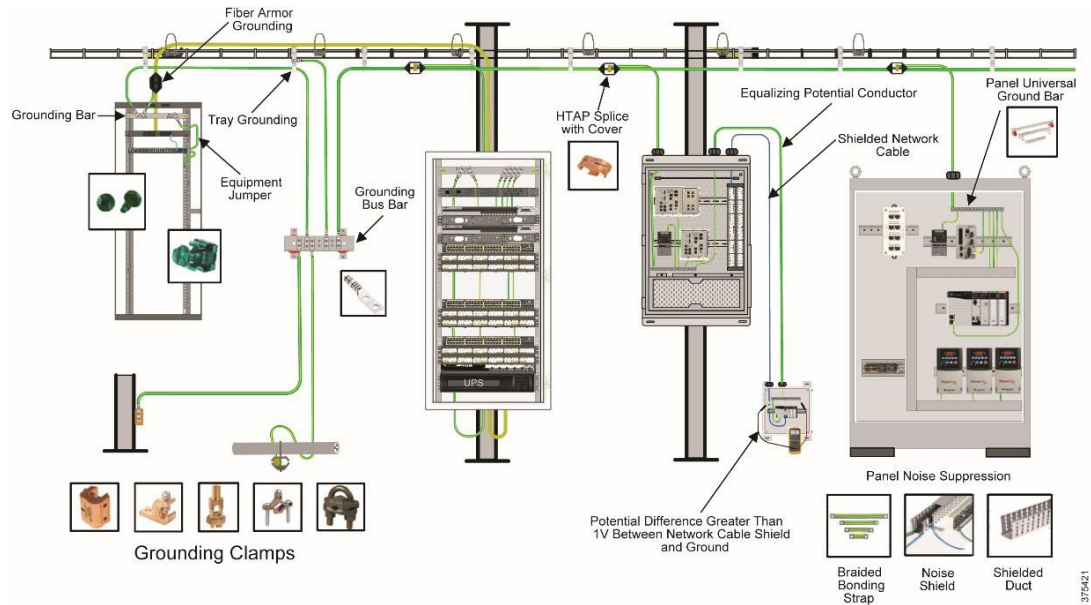 Fiber Armor
Grounding
Grounding Bar
Tray Grounding
Equipment
Jumper
Grounding
Bus Bar
HTAP Splice
with Cover
Equalizing Potential Conductor
Shielded Network
Cable
Panel Universal
Ground Bar
UPS
Grounding Clamps
Potential Difference Greater Than
1V Between Network Cable Shield
and Ground
Panel Noise Suppression
Braided
Bonding
Strap
Noise
Shield
Shielded
Duct
375421